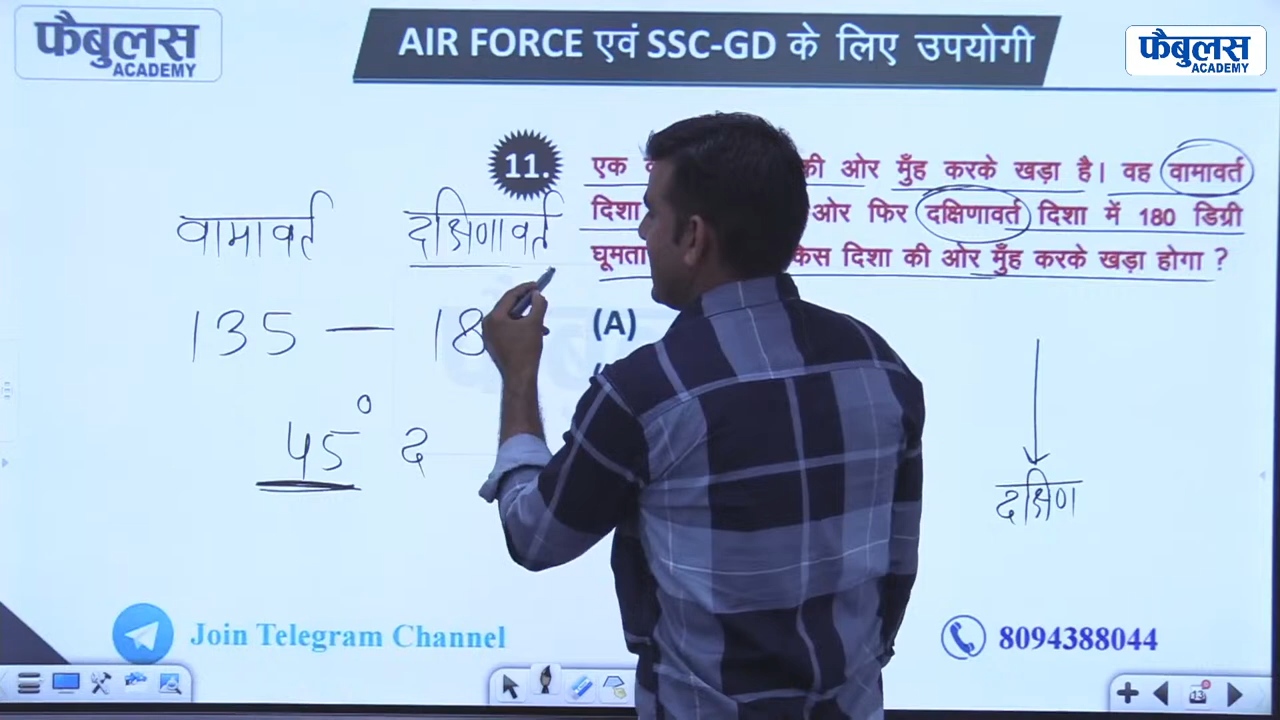 फैबुलस
ACADEMY
AIR FORCE एवं SSC-GD के लिए उपयोगी
फैबुलस
ACADEMY
11. एक की ओर मुँह करके खड़ा है। वह वामावर्त
दिशा ओर फिर दक्षिणावर्त दिशा में 180 डिग्री
घूमता दिशा की ओर मुँह करके खड़ा होगा ?
वामावर्त दक्षिणावर्त
135 — 18
(A)
45° द
दक्षिण
Join Telegram Channel
8094388044
13